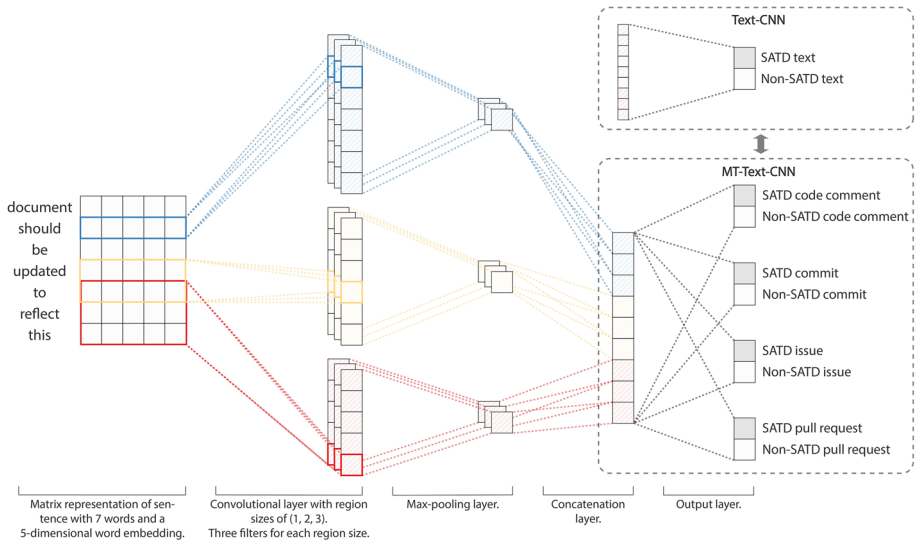 Text-CNN
SATD text
Non-SATD text
MT-Text-CNN
SATD code comment
Non-SATD code comment
SATD commit
Non-SATD commit
SATD issue
Non-SATD issue
SATD pull request
Non-SATD pull request
document
should
be
updated
to
reflect
this
Matrix representation of sen-
tence with 7 words and a
5-dimensional word embedding.
Convolutional layer with region
sizes of (1, 2, 3).
Three filters for each region size.
Max-pooling layer.
Concatenation
layer.
Output layer.